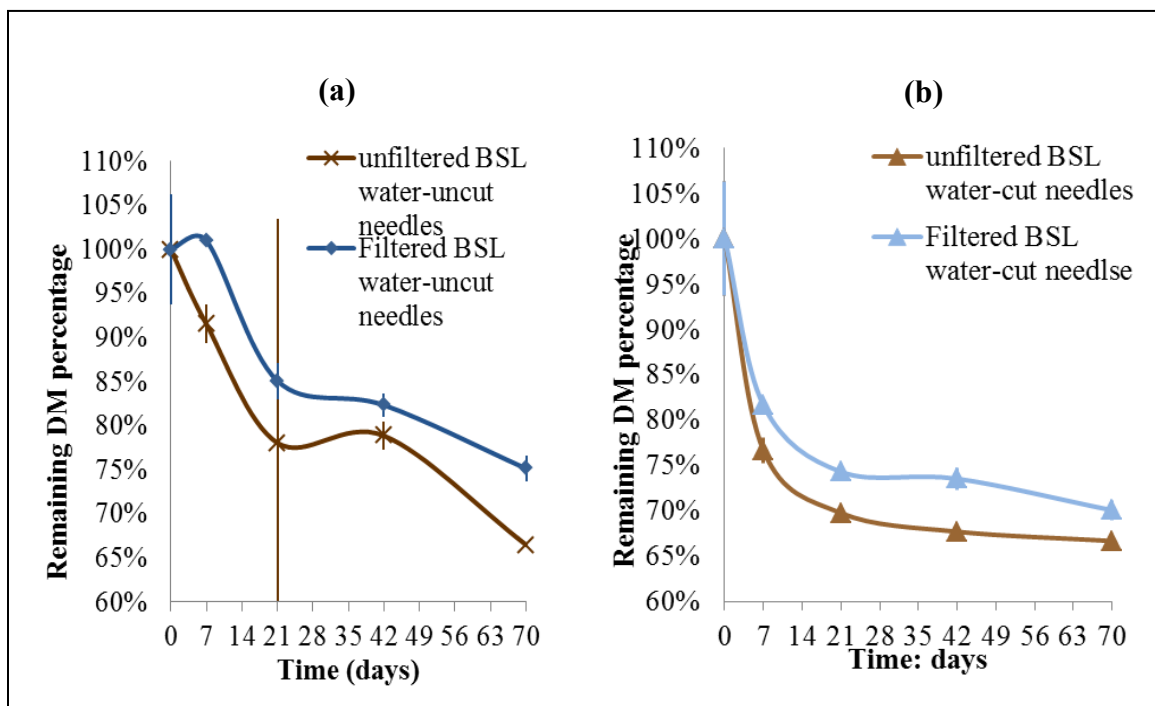 (a)
unfiltered BSL
water-uncut
needles
Filtered BSL
water-uncut
needles
Remaining DM percentage
110%
105%
100%
95%
90%
85%
80%
75%
70%
65%
60%
0 7 14 21 28 35 42 49 56 63 70
Time (days)
(b)
unfiltered BSL
water-cut needles
Filtered BSL
water-cut needlse
Remaining DM percentage
110%
105%
100%
95%
90%
85%
80%
75%
70%
65%
60%
0 7 14 21 28 35 42 49 56 63 70
Time: days